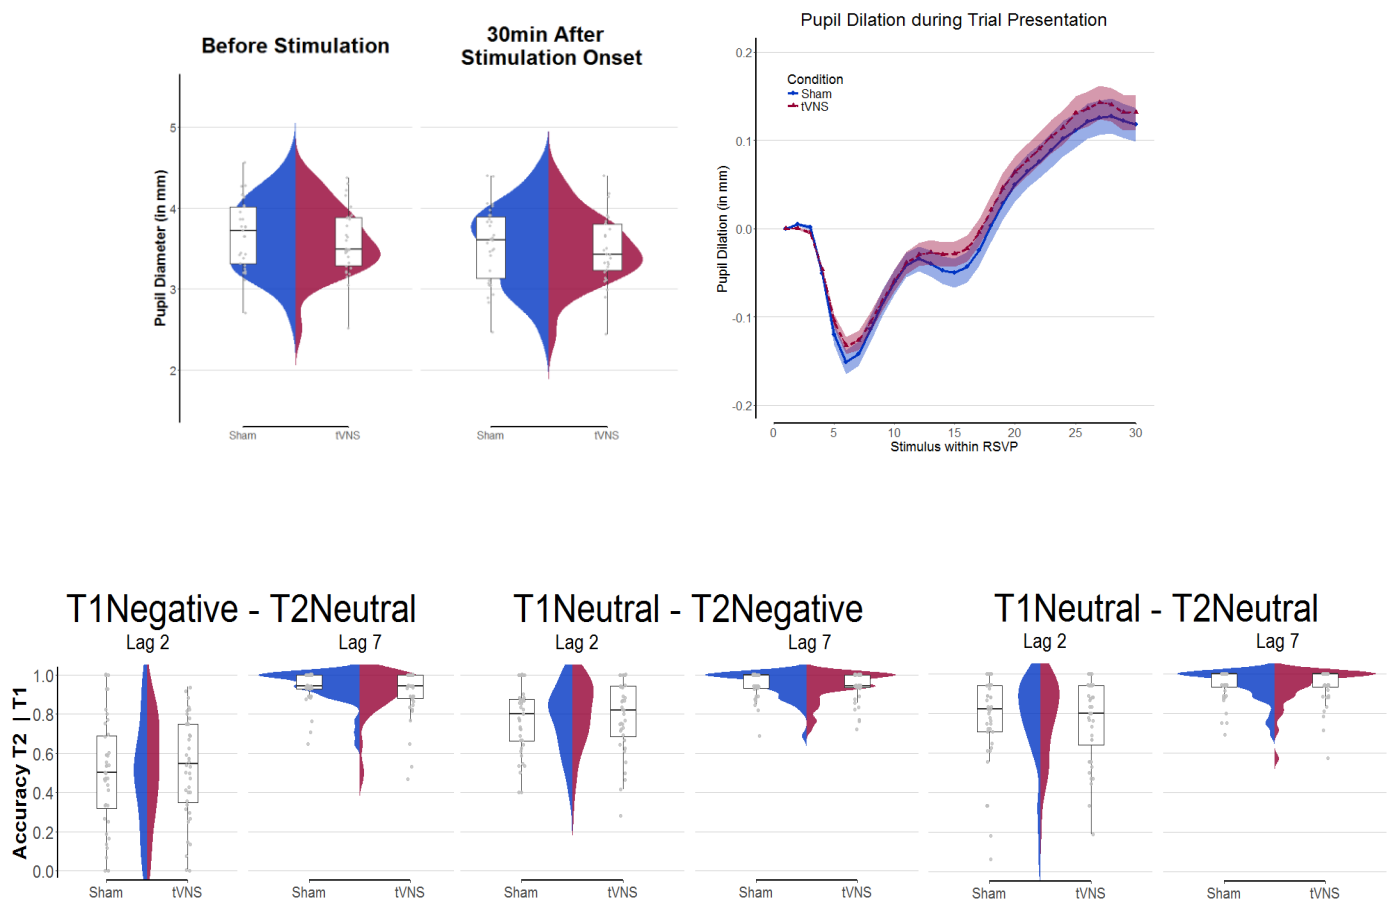 Before Stimulation
30min After
Stimulation Onset
Pupil Diameter (in mm)
5
4
3
2
Sham
tVNS
Sham
tVNS
Pupil Dilation during Trial Presentation
Condition
Sham
tVNS
Pupil Dilation (in mm)
0.2
0.1
0.0
-0.1
-0.2
0
5
10
15
20
25
30
Stimulus within RSVP
T1Negative - T2Neutral
T1Neutral - T2Negative
T1Neutral - T2Neutral
Lag 2
Lag 7
Lag 2
Lag 7
Lag 2
Lag 7
Accuracy T2 | T1
1.0
0.8
0.6
0.4
0.2
0.0
Sham
tVNS
Sham
tVNS
Sham
tVNS
Sham
tVNS
Sham
tVNS
Sham
tVNS